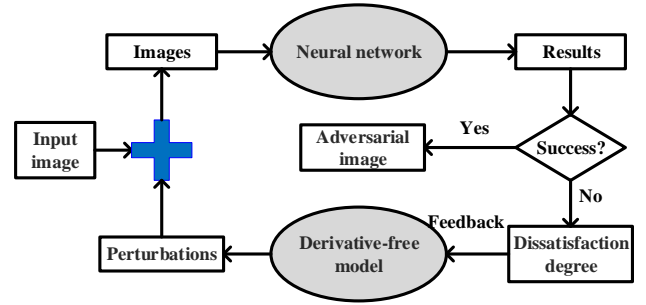 Images
Neural network
Results
Input
image
Adversarial
image
Yes
Success?
No
Feedback
Perturbations
Derivative-free
model
Dissatisfaction
degree